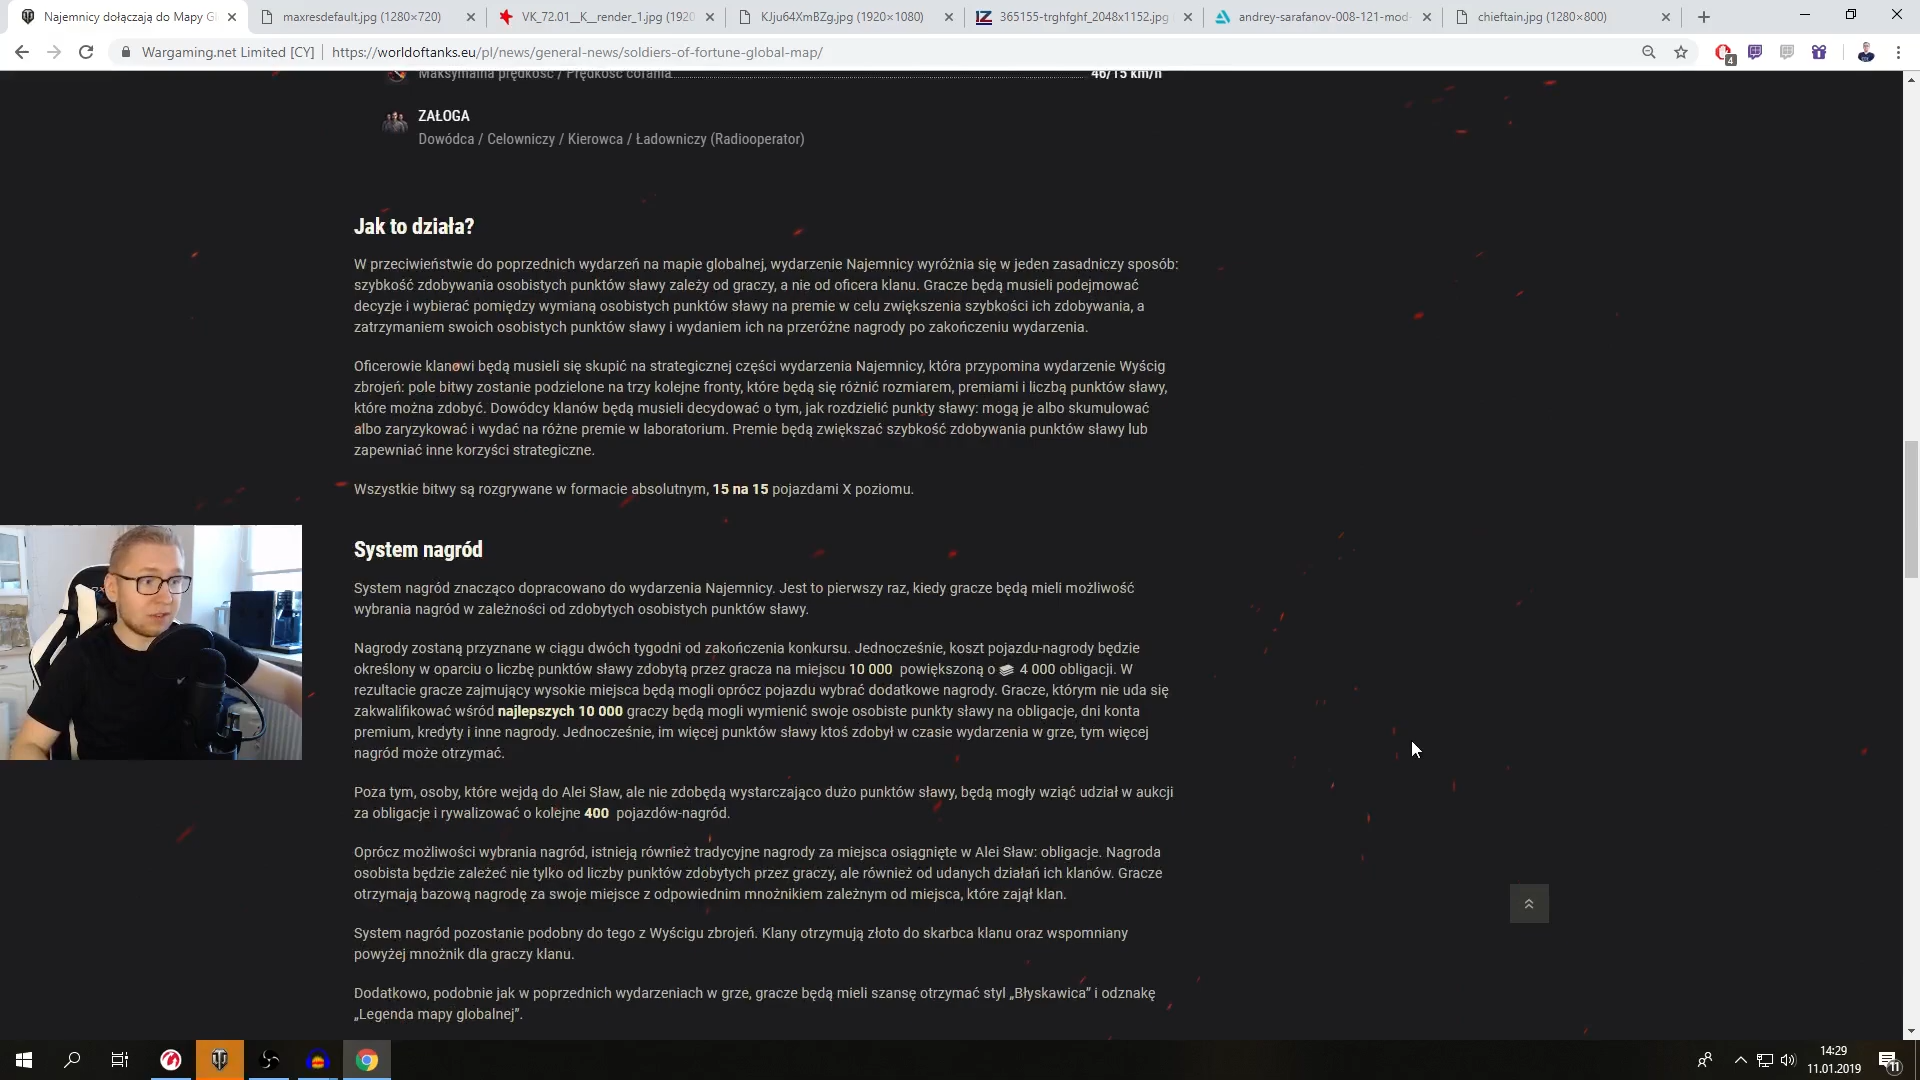 Najemnicy dołączają do Mapy Gl
maxresdefault.jpg (1280×720)
VK_72.01__K__render_1.jpg (1920
KJju64XmBZg.jpg (1920×1080)
365155-trghfghf_2048x1152.jpg
andrey-sarafanov-008-121-mod-
chieftain.jpg (1280×800)
Wargaming.net Limited [CY] | https://worldoftanks.eu/pl/news/general-news/soldiers-of-fortune-global-map/
4
Maksymalna prędkość / Prędkość cofania 46/15 km/h
ZAŁOGA
Dowódca / Celowniczy / Kierowca / Ładowniczy (Radiooperator)
Jak to działa?
W przeciwieństwie do poprzednich wydarzeń na mapie globalnej, wydarzenie Najemnicy wyróżnia się w jeden zasadniczy sposób:
szybkość zdobywania osobistych punktów sławy zależy od graczy, a nie od oficera klanu. Gracze będą musieli podejmować
decyzje i wybierać pomiędzy wymianą osobistych punktów sławy na premie w celu zwiększenia szybkości ich zdobywania, a
zatrzymaniem swoich osobistych punktów sławy i wydaniem ich na przeróżne nagrody po zakończeniu wydarzenia.
Oficerowie klanowi będą musieli się skupić na strategicznej części wydarzenia Najemnicy, która przypomina wydarzenie Wyścig
zbrojeń: pole bitwy zostanie podzielone na trzy kolejne fronty, które będą się różnić rozmiarem, premiami i liczbą punktów sławy,
które można zdobyć. Dowódcy klanów będą musieli decydować o tym, jak rozdzielić punkty sławy: mogą je albo skumulować
albo zaryzykować i wydać na różne premie w laboratorium. Premie będą zwiększać szybkość zdobywania punktów sławy lub
zapewniać inne korzyści strategiczne.
Wszystkie bitwy są rozgrywane w formacie absolutnym, 15 na 15 pojazdami X poziomu.
System nagród
System nagród znacząco dopracowano do wydarzenia Najemnicy. Jest to pierwszy raz, kiedy gracze będą mieli możliwość
wybrania nagród w zależności od zdobytych osobistych punktów sławy.
Nagrody zostaną przyznane w ciągu dwóch tygodni od zakończenia konkursu. Jednocześnie, koszt pojazdu-nagrody będzie
określony w oparciu o liczbę punktów sławy zdobytą przez gracza na miejscu 10 000 powiększoną o 4 000 obligacji. W
rezultacie gracze zajmujący wysokie miejsca będą mogli oprócz pojazdu wybrać dodatkowe nagrody. Gracze, którym nie uda się
zakwalifikować wśród najlepszych 10 000 graczy będą mogli wymienić swoje osobiste punkty sławy na obligacje, dni konta
premium, kredyty i inne nagrody. Jednocześnie, im więcej punktów sławy ktoś zdobył w czasie wydarzenia w grze, tym więcej
nagród może otrzymać.
Poza tym, osoby, które wejdą do Alei Sław, ale nie zdobędą wystarczająco dużo punktów sławy, będą mogły wziąć udział w aukcji
za obligacje i rywalizować o kolejne 400 pojazdów-nagród.
Oprócz możliwości wybrania nagród, istnieją również tradycyjne nagrody za miejsca osiągnięte w Alei Sław: obligacje. Nagroda
osobista będzie zależeć nie tylko od liczby punktów zdobytych przez graczy, ale również od udanych działań ich klanów. Gracze
otrzymają bazową nagrodę za swoje miejsce z odpowiednim mnożnikiem zależnym od miejsca, które zajął klan.
System nagród pozostanie podobny do tego z Wyścigu zbrojeń. Klany otrzymują złoto do skarbca klanu oraz wspomniany
powyżej mnożnik dla graczy klanu.
Dodatkowo, podobnie jak w poprzednich wydarzeniach w grze, gracze będą mieli szansę otrzymać styl „Błyskawica” i odznakę
„Legenda mapy globalnej”.
14:29
11.01.2019
11